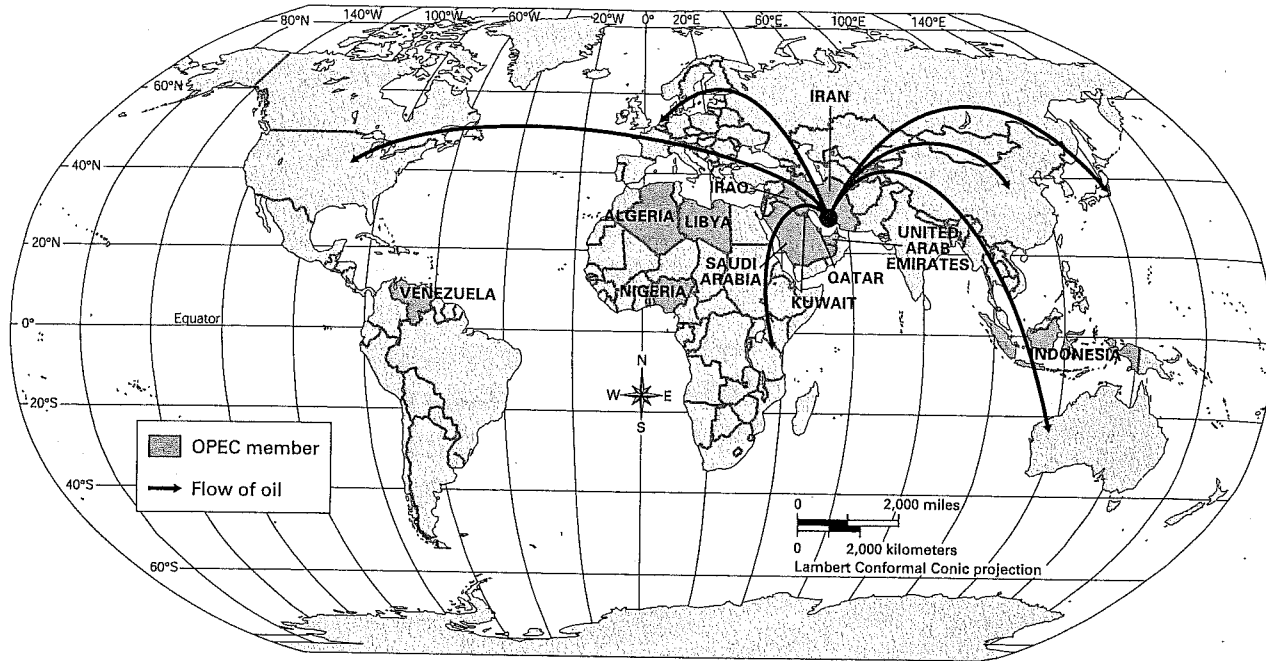 80°N 140°W 100°W 60°W 20°W 0° 20°E 60°E 100°E 140°E
60°N
IRAN
40°N
IRAQ
ALGERIA LIBYA
20°N
UNITED
ARAB
EMIRATES
SAUDI
ARABIA
QATAR
NIGERIA
KUWAIT
VENEZUELA
0°
Equator
INDONESIA
N
W E
S
20°S
OPEC member
Flow of oil
40°S
0 2,000 miles
0 2,000 kilometers
Lambert Conformal Conic projection
60°S